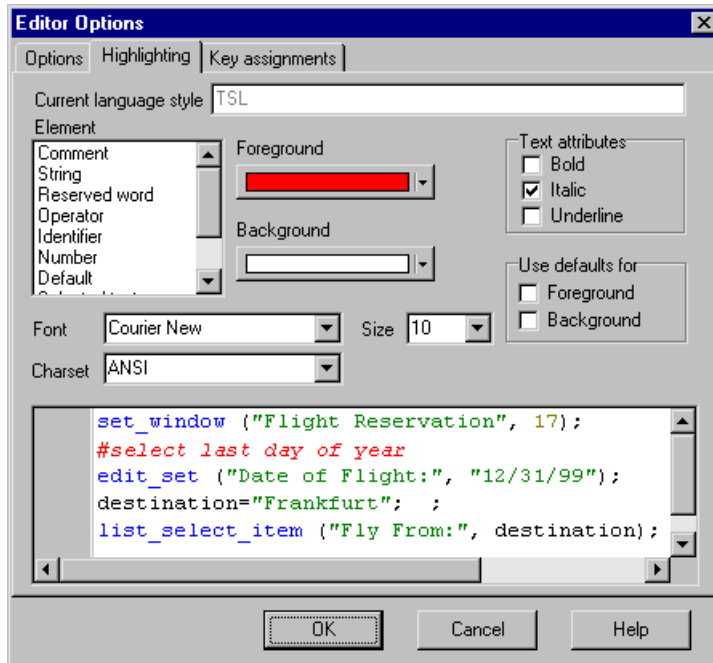 Editor Options
Options Highlighting Key assignments
Current language style TSL
Element
Comment
String
Reserved word
Operator
Identifier
Number
Default
Foreground
Background
Text attributes
Bold
Italic
Underline
Use defaults for
Foreground
Background
Font Courier New Size 10
Charset ANSI
set_window ("Flight Reservation", 17);
#select last day of year
edit_set ("Date of Flight:", "12/31/99");
destination="Frankfurt";  ;
list_select_item ("Fly From:", destination);
OK Cancel Help